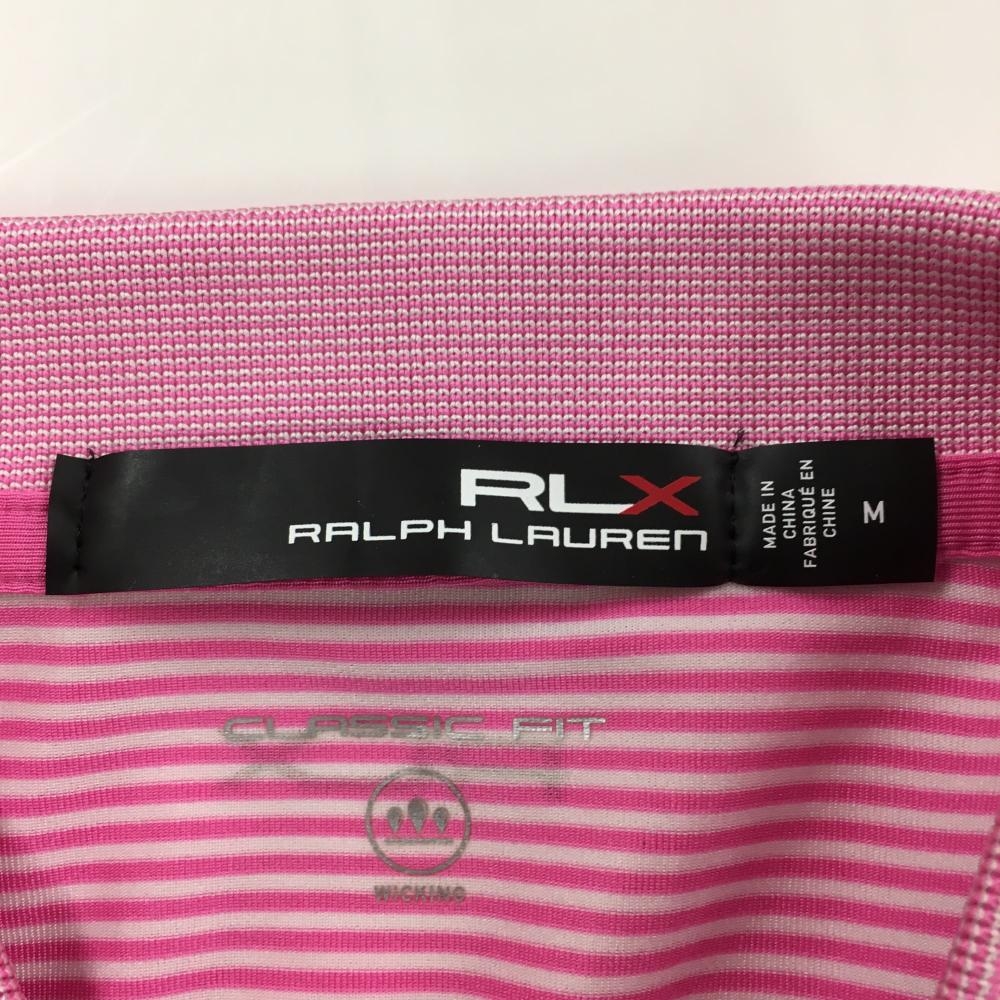 RLX
RALPH LAUREN
MADE IN
CHINA
FABRIQUÉ EN
CHINE
M
CLASSIC FIT
WICKING